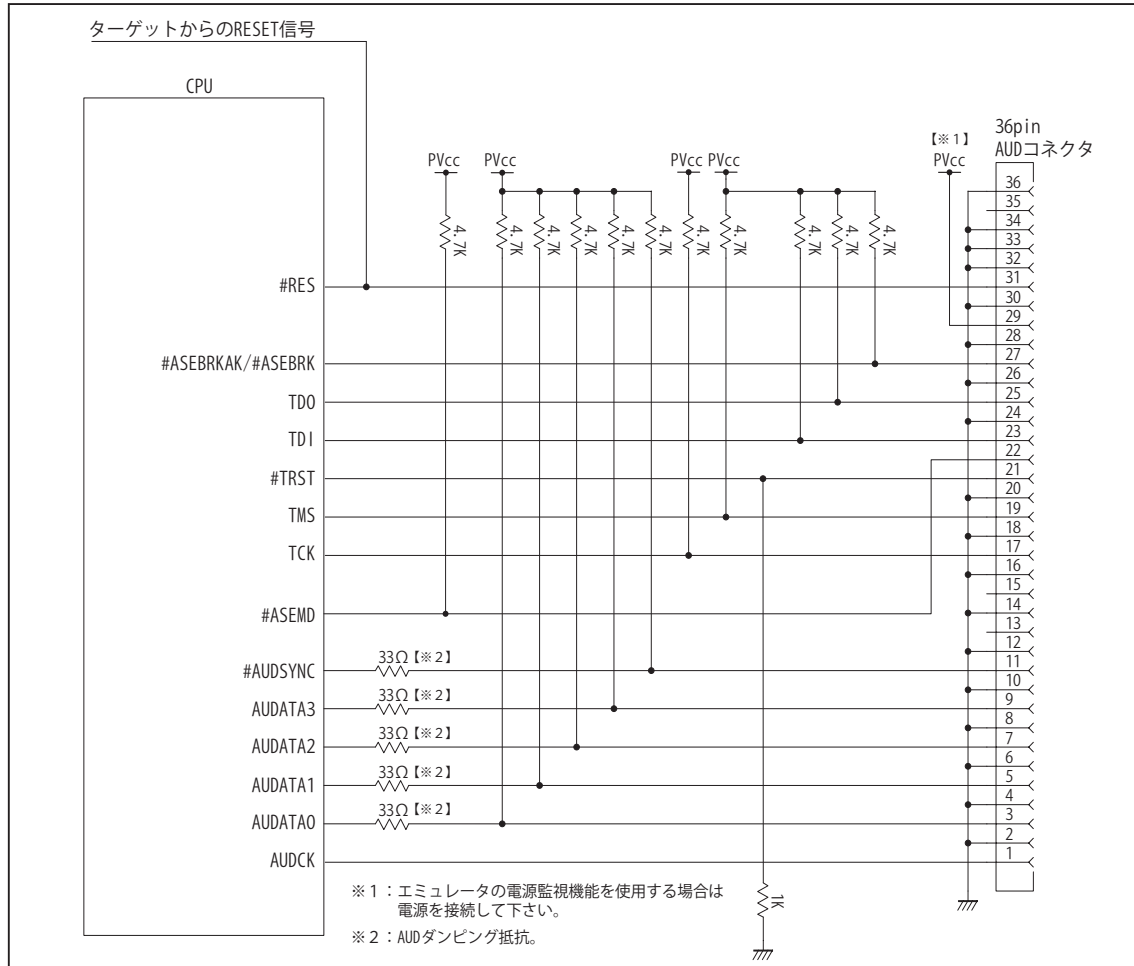 ターゲットからのRESET信号
CPU
36pin
AUDコネクタ
【※1】
PVcc
PVcc
PVcc
PVcc
PVcc
4.7K
4.7K
4.7K
4.7K
4.7K
4.7K
4.7K
4.7K
4.7K
4.7K
4.7K
#RES
#ASEBRKAK/#ASEBRK
TDO
TDI
#TRST
TMS
TCK
#ASEMD
#AUDSYNC
33Ω【※2】
AUDATA3
33Ω【※2】
AUDATA2
33Ω【※2】
AUDATA1
33Ω【※2】
AUDATA0
33Ω【※2】
AUDCK
36
35
34
33
32
31
30
29
28
27
26
25
24
23
22
21
20
19
18
17
16
15
14
13
12
11
10
9
8
7
6
5
4
3
2
1
1K
※1：エミュレータの電源監視機能を使用する場合は
電源を接続して下さい。
※2：AUDダンピング抵抗。